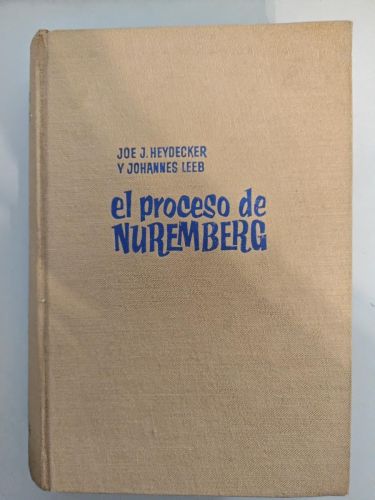 JOE J. HEYDECKER
Y JOHANNES LEEB
el proceso de
NUREMBERG